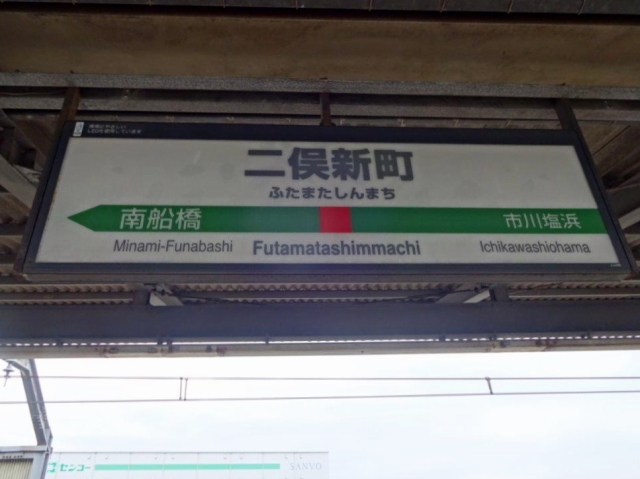 二俣新町
ふたまたしんまち
南船橋
市川塩浜
Minami-Funabashi
Futamatashimmachi
Ichikawashiohama
センコー
SANYO